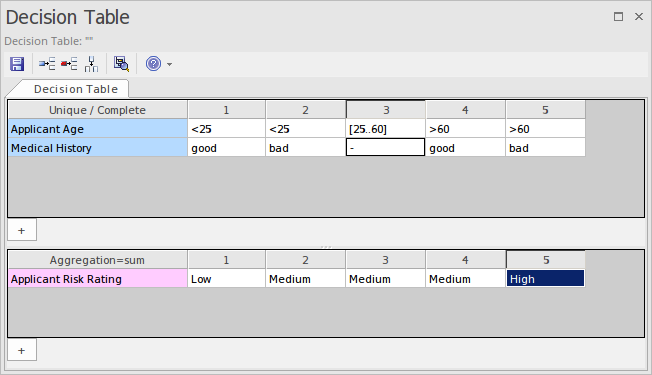 Decision Table
Decision Table: ""
Decision Table
Unique / Complete 1 2 3 4 5
Applicant Age <25 <25 [25..60] >60 >60
Medical History good bad - good bad
+
Aggregation=sum 1 2 3 4 5
Applicant Risk Rating Low Medium Medium Medium High
+